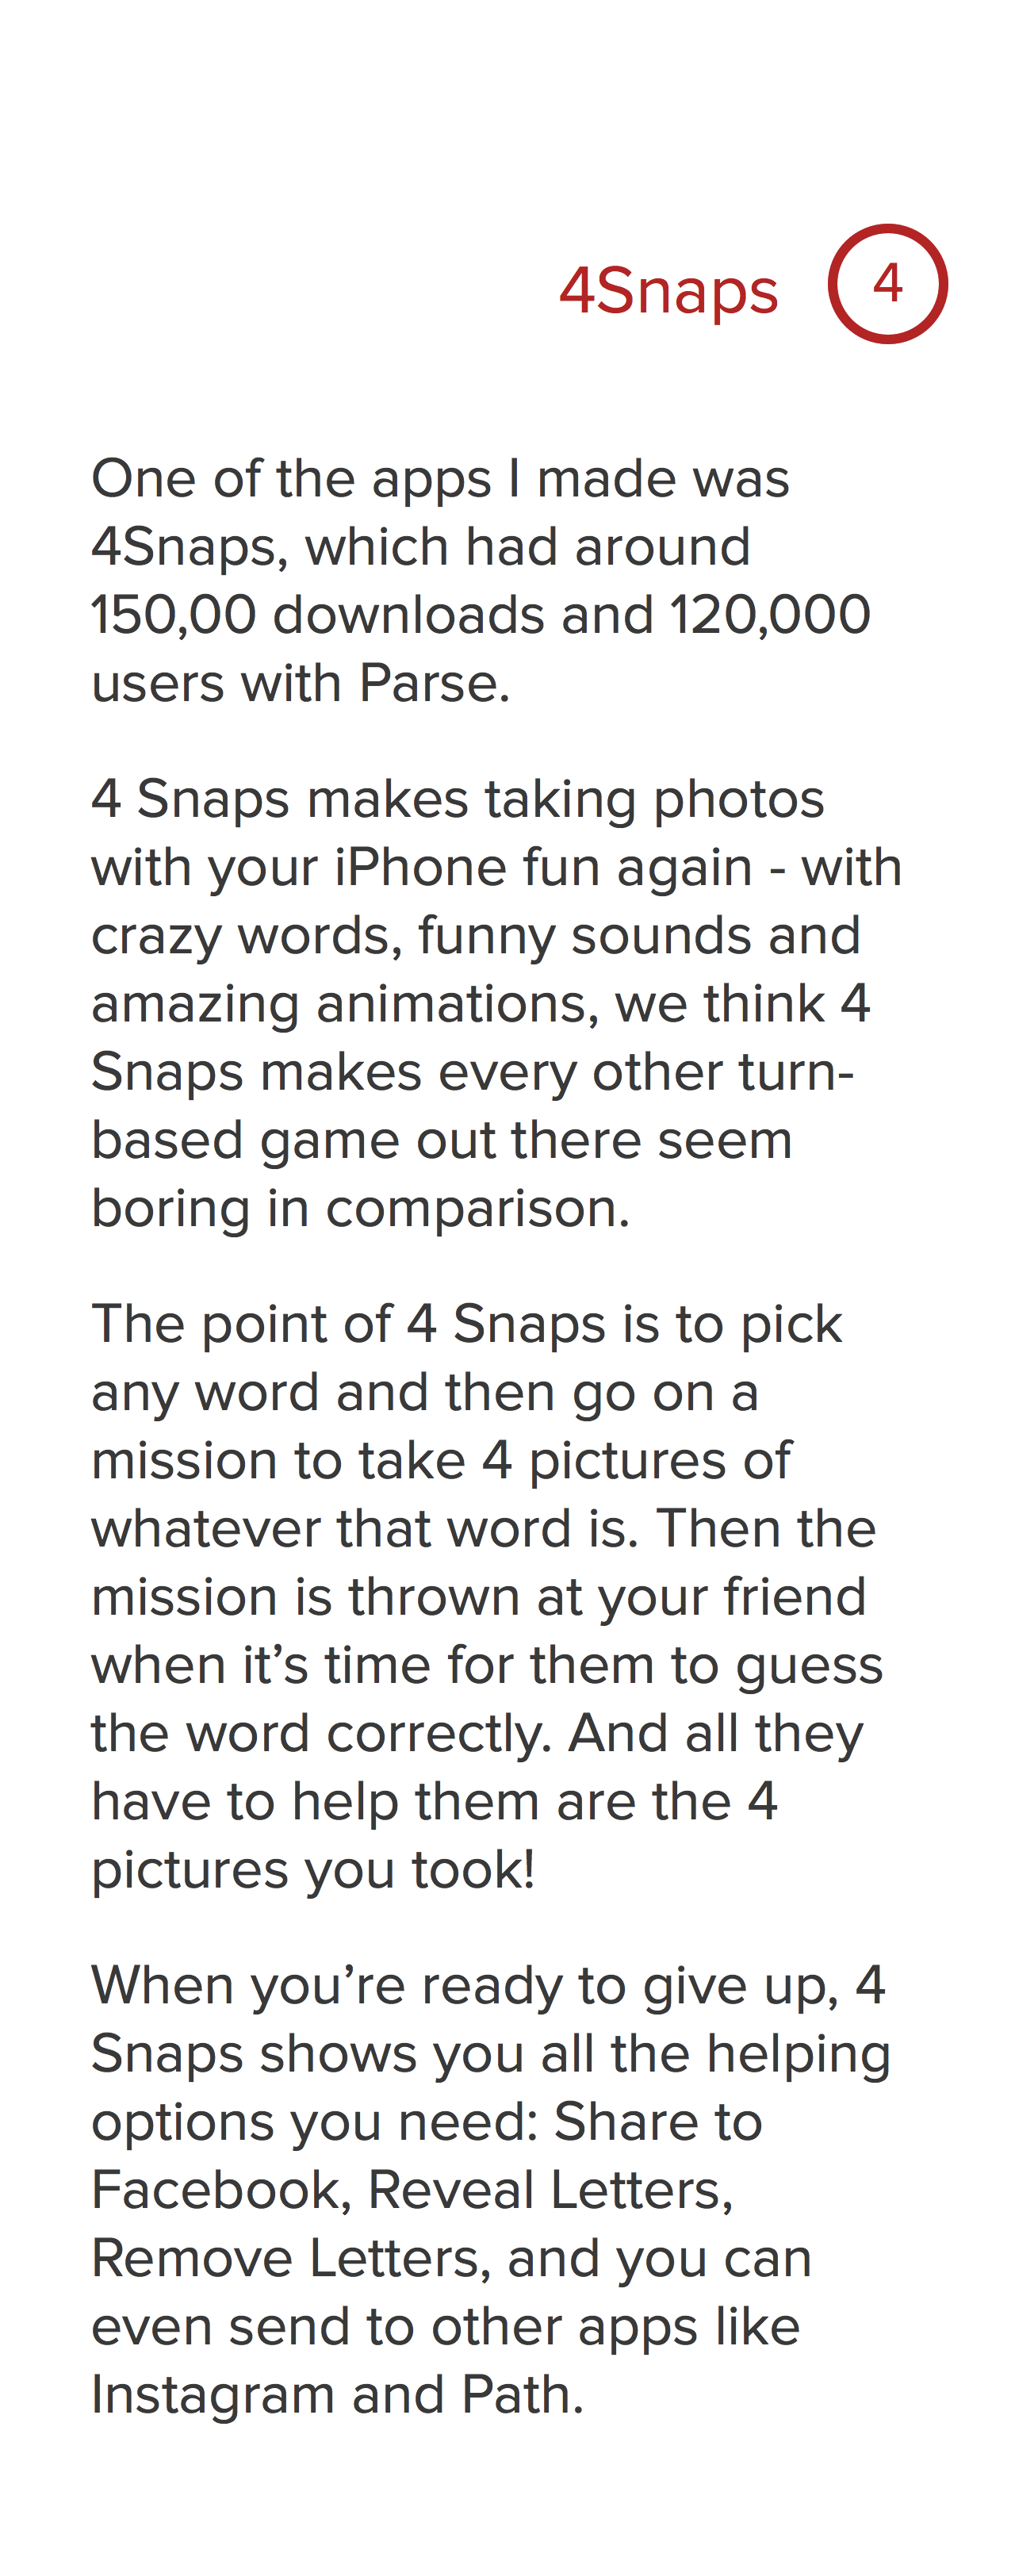 4Snaps 4
One of the apps I made was
4Snaps, which had around
150,00 downloads and 120,000
users with Parse.
4 Snaps makes taking photos
with your iPhone fun again - with
crazy words, funny sounds and
amazing animations, we think 4
Snaps makes every other turn-
based game out there seem
boring in comparison.
The point of 4 Snaps is to pick
any word and then go on a
mission to take 4 pictures of
whatever that word is. Then the
mission is thrown at your friend
when it’s time for them to guess
the word correctly. And all they
have to help them are the 4
pictures you took!
When you’re ready to give up, 4
Snaps shows you all the helping
options you need: Share to
Facebook, Reveal Letters,
Remove Letters, and you can
even send to other apps like
Instagram and Path.